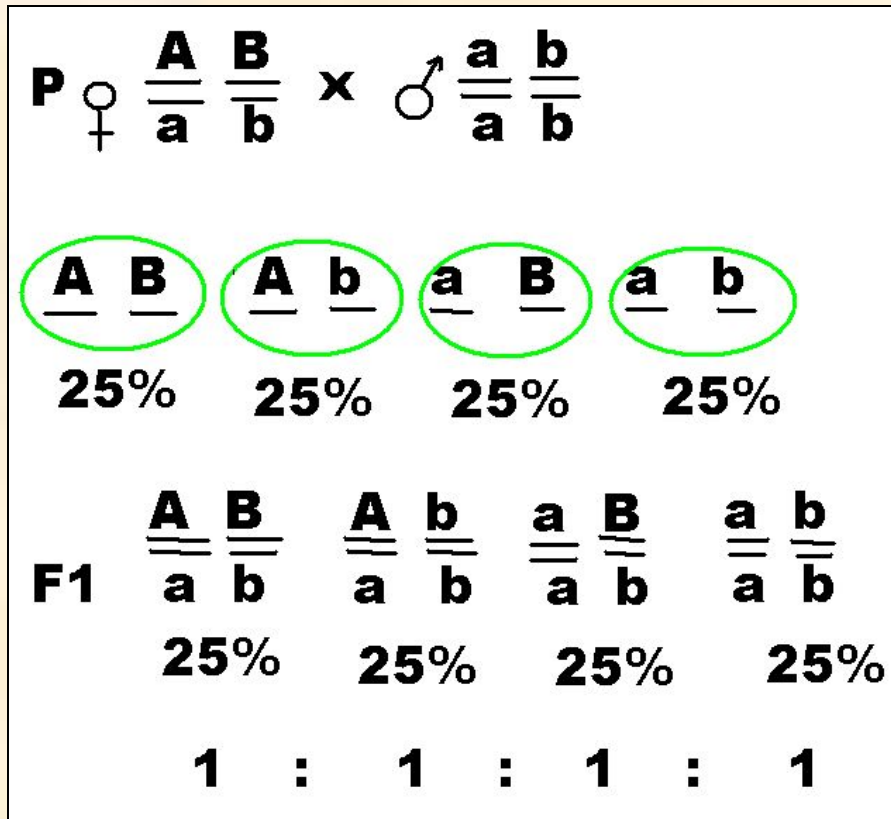 A B a b
P ♀ x ♂
a b a b
A B A b a B a b
25% 25% 25% 25%
A B A b a B a b
F1 a b a b a b a b
25% 25% 25% 25%
1 : 1 : 1 : 1